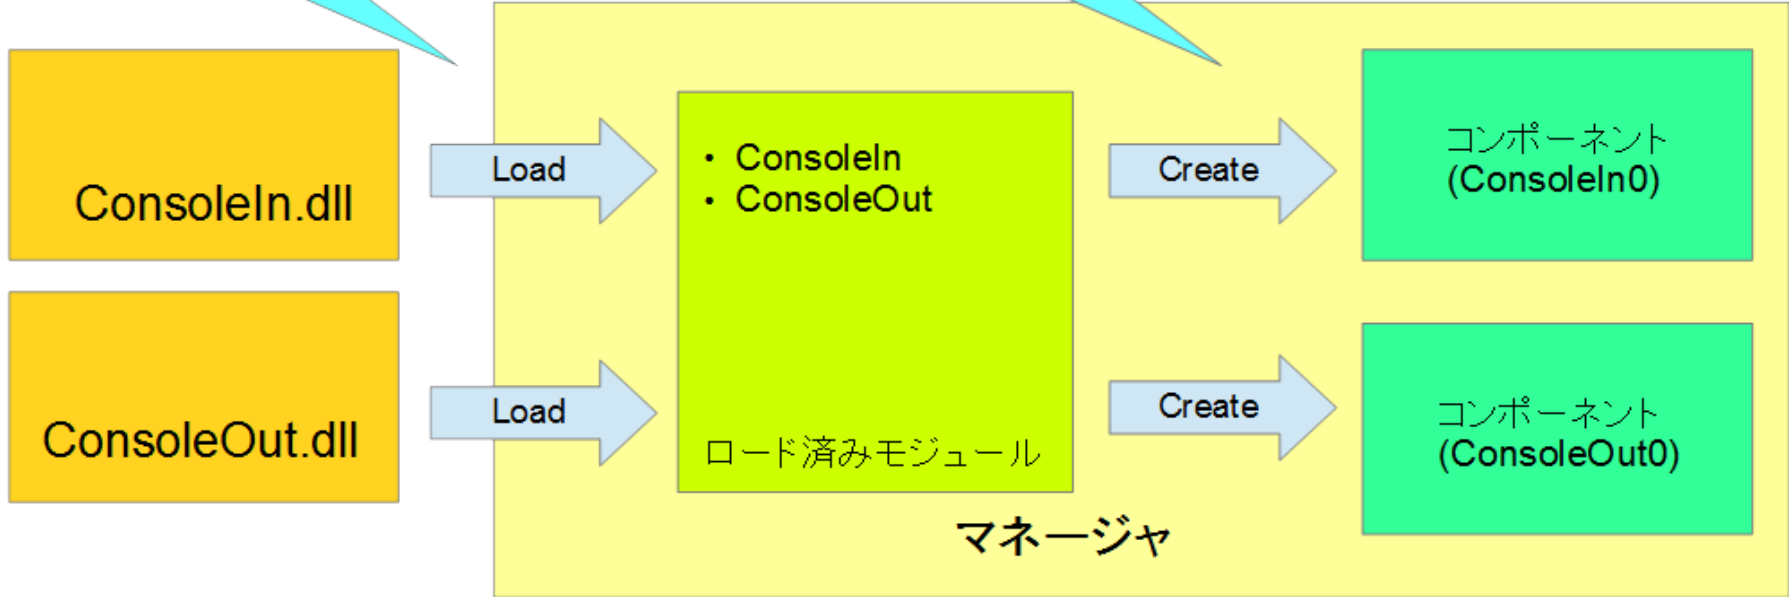 ConsoleIn.dll
Load
・ ConsoleIn
・ ConsoleOut
Create
コンポーネント
(ConsoleIn0)
ConsoleOut.dll
Load
ロード済みモジュール
Create
コンポーネント
(ConsoleOut0)
マネージャ